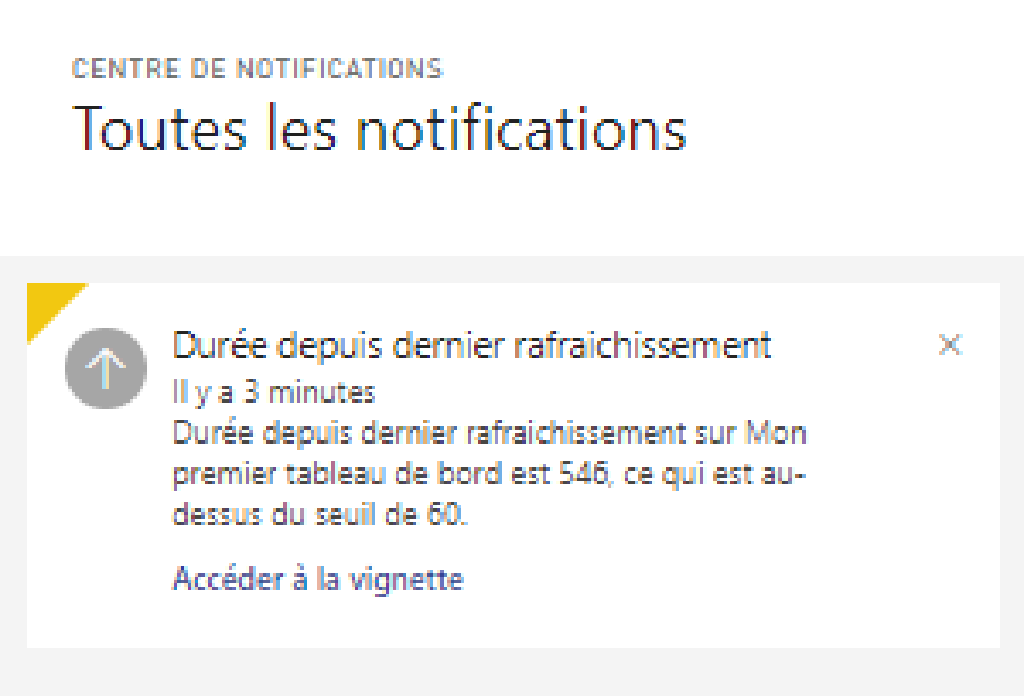 CENTRE DE NOTIFICATIONS
Toutes les notifications
Durée depuis dernier rafraichissement
Il y a 3 minutes
Durée depuis dernier rafraichissement sur Mon
premier tableau de bord est 546, ce qui est au-
dessus du seuil de 60.
Accéder à la vignette